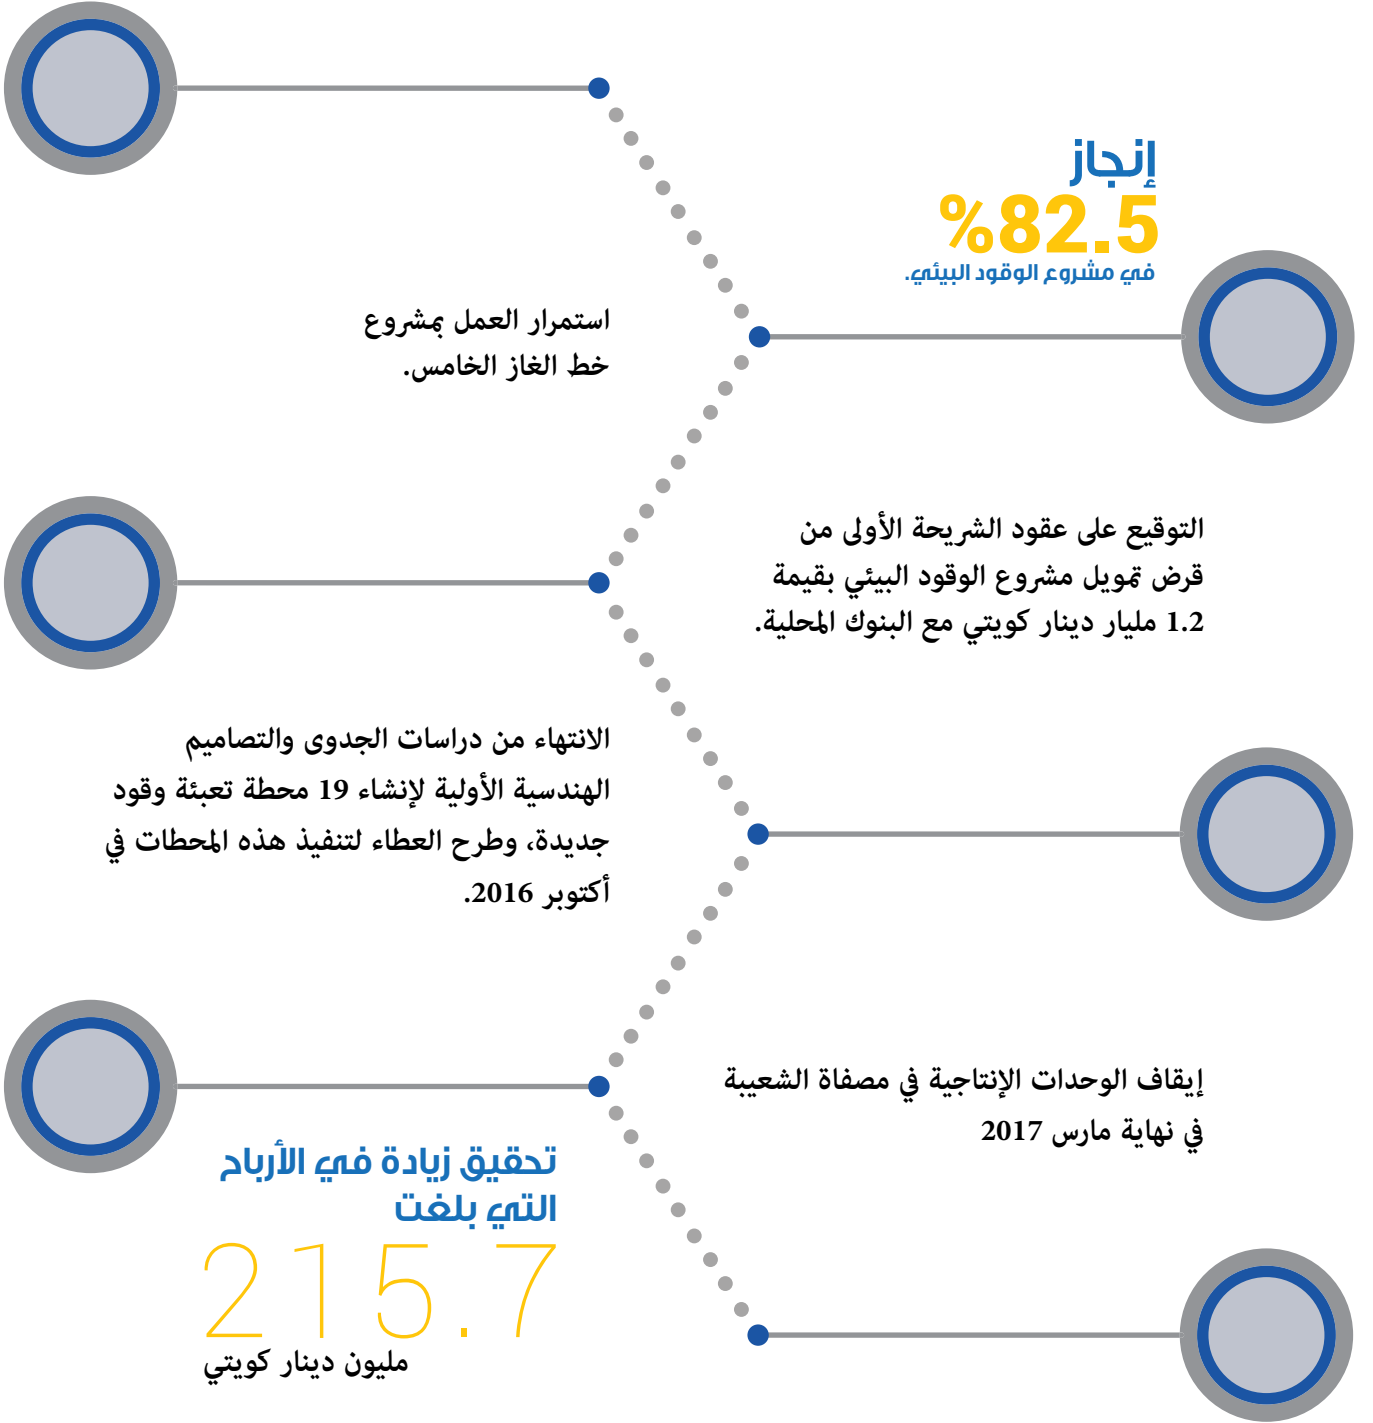 إنجاز
%82.5
في مشروع الوقود البيئي.
استمرار العمل بمشروع
خط الغاز الخامس.
التوقيع على عقود الشريحة الأولى من
قرض تمويل مشروع الوقود البيئي بقيمة
1.2 مليار دينار كويتي مع البنوك المحلية.
الانتهاء من دراسات الجدوى والتصاميم
الهندسية الأولية لإنشاء 19 محطة تعبئة وقود
جديدة، وطرح العطاء لتنفيذ هذه المحطات في
أكتوبر 2016.
إيقاف الوحدات الإنتاجية في مصفاة الشعيبة
في نهاية مارس 2017
تحقيق زيادة في الأرباح
التي بلغت
215.7
مليون دينار كويتي